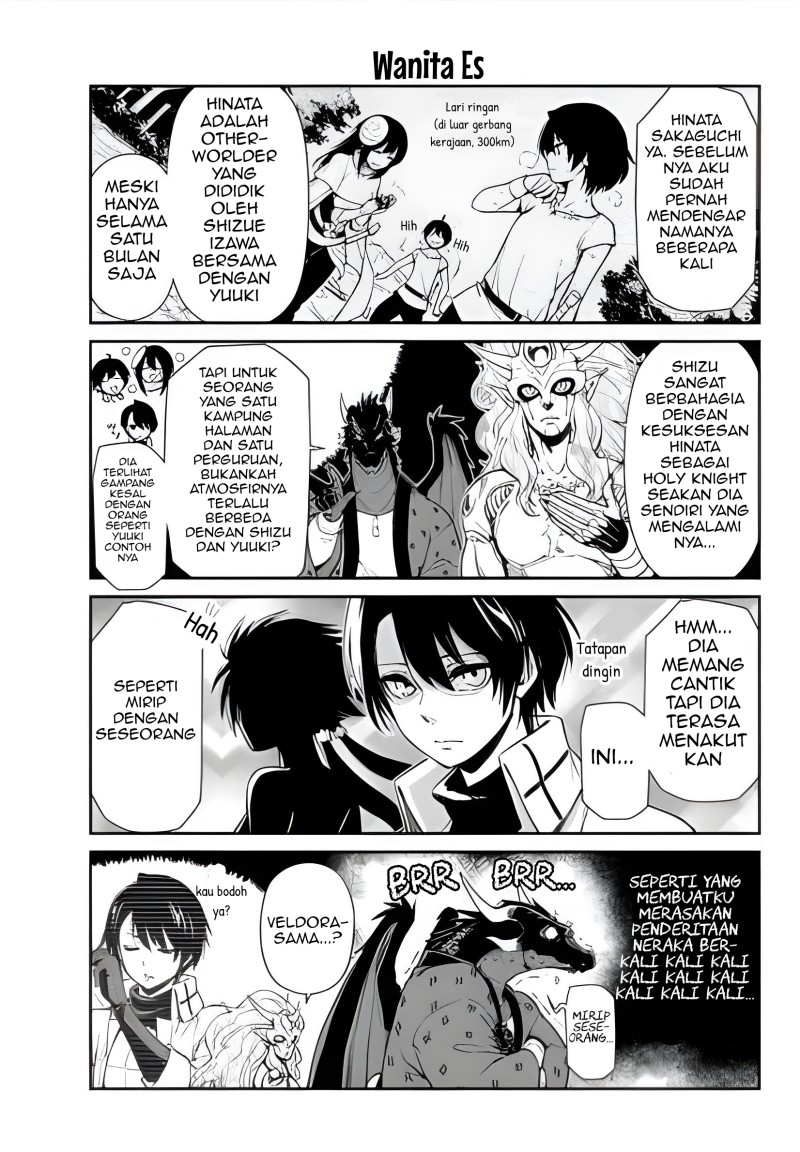 Wanita Es
HINATA
SAKAGUCHI
YA. SEBELUM
NYA AKU
SUDAH
PERNAH
MENDENGAR
NAMANYA
BEBERAPA
KALI
Lari ringan
(di luar gerbang
kerajaan, 300km)
Hih
Hih
HINATA
ADALAH
OTHER-
WORLDER
YANG
DIDIDIK
OLEH
SHIZUE
IZAWA
BERSAMA
DENGAN
YUUKI
MESKI
HANYA
SELAMA
SATU
BULAN
SAJA
SHIZU
SANGAT
BERBAHAGIA
DENGAN
KESUKSESAN
HINATA
SEBAGAI
HOLY KNIGHT
SEAKAN DIA
SENDIRI YANG
MENGALAMI
NYA...
TAPI UNTUK
SEORANG
YANG SATU
KAMPUNG
HALAMAN
DAN SATU
PERGURUAN,
BUKANKAH
ATMOSFIRNYA
TERLALU
BERBEDA
DENGAN SHIZU
DAN YUUKI?
DIA
TERLIHAT
GAMPANG
KESAL
DENGAN
ORANG
SEPERTI
YUUKI
CONTOH
NYA
HMM...
DIA
MEMANG
CANTIK
TAPI DIA
TERASA
MENAKUT
KAN
INI...
Tatapan
dingin
Hah
SEPERTI
MIRIP
DENGAN
SESEORANG
SEPERTI YANG
MEMBUATKU
MERASAKAN
PENDERITAAN
NERAKA BER-
KALI KALI KALI
KALI KALI KALI
KALI KALI KALI...
BRR
BRR...
MIRIP
SESE-
ORANG...
VELDORA-
SAMA...?
kau bodoh
ya?